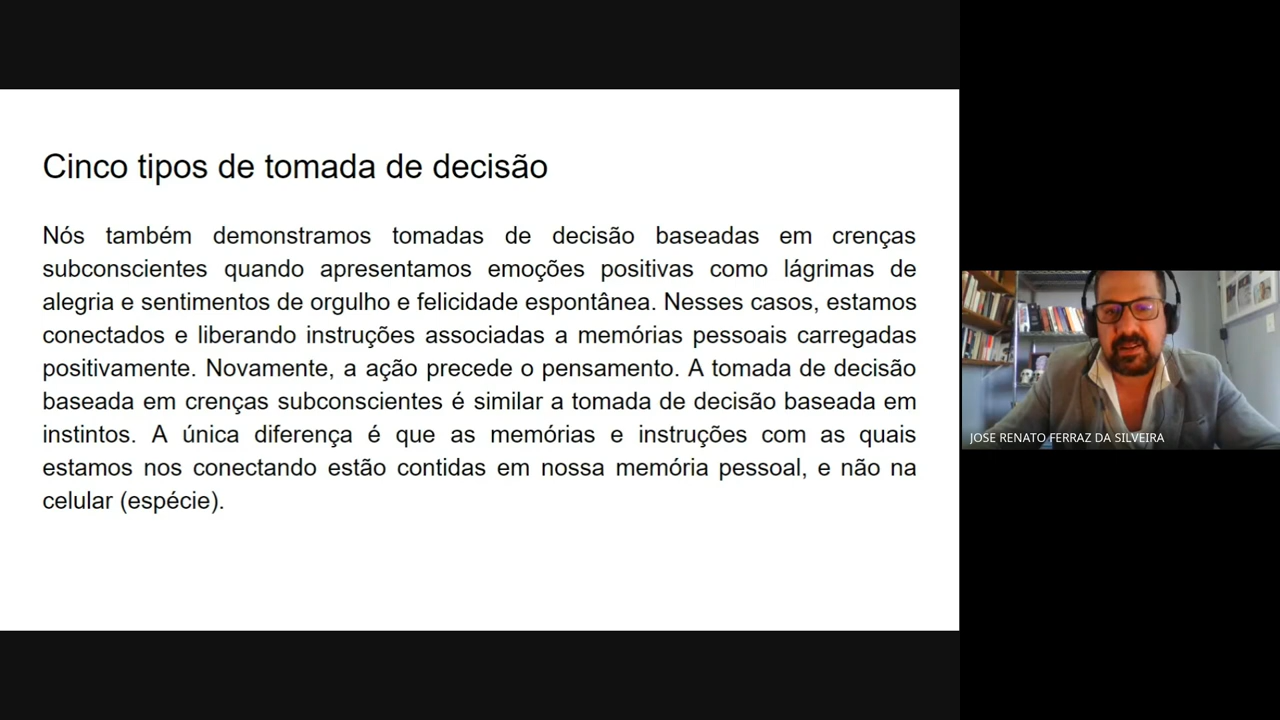 Cinco tipos de tomada de decisão
Nós também demonstramos tomadas de decisão baseadas em crenças
subconscientes quando apresentamos emoções positivas como lágrimas de
alegria e sentimentos de orgulho e felicidade espontânea. Nesses casos, estamos
conectados e liberando instruções associadas a memórias pessoais carregadas
positivamente. Novamente, a ação precede o pensamento. A tomada de decisão
baseada em crenças subconscientes é similar a tomada de decisão baseada em
instintos. A única diferença é que as memórias e instruções com as quais
estamos nos conectando estão contidas em nossa memória pessoal, e não na
celular (espécie).
JOSE RENATO FERRAZ DA SILVEIRA